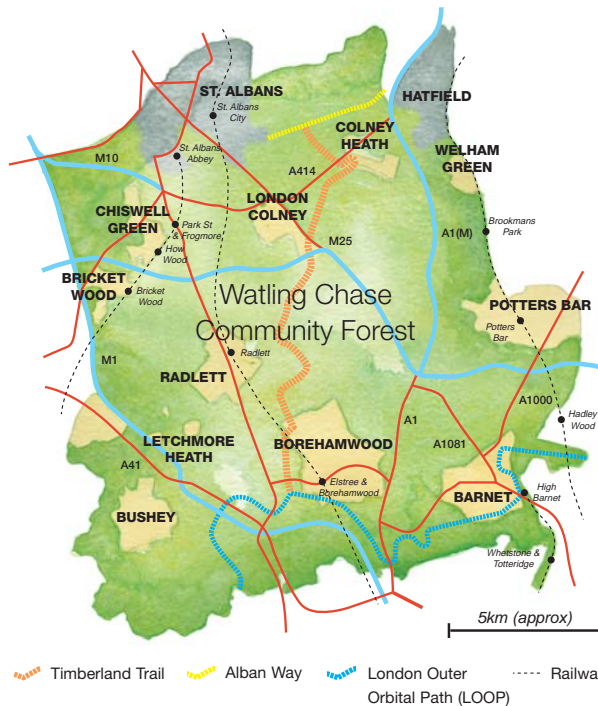 ST. ALBANS
St. Albans
City
HATFIELD
COLNEY
HEATH
M10
St. Albans
Abbey
A414
WELHAM
GREEN
CHISWELL
GREEN
LONDON
COLNEY
Park St
& Frogmore
How
Wood
M25
A1(M)
Brookmans
Park
BRICKET
WOOD
Bricket
Wood
Watling Chase
Community Forest
POTTERS BAR
Potters
Bar
M1
Radlett
RADLETT
A1000
Hadley
Wood
LETCHMORE
HEATH
BOREHAMWOOD
A1
A1081
A41
Elstree &
Borehamwood
High
Barnet
BARNET
BUSHEY
Whetstone &
Totteridge
5km (approx)
Timberland Trail
Alban Way
London Outer
Orbital Path (LOOP)
Railwa